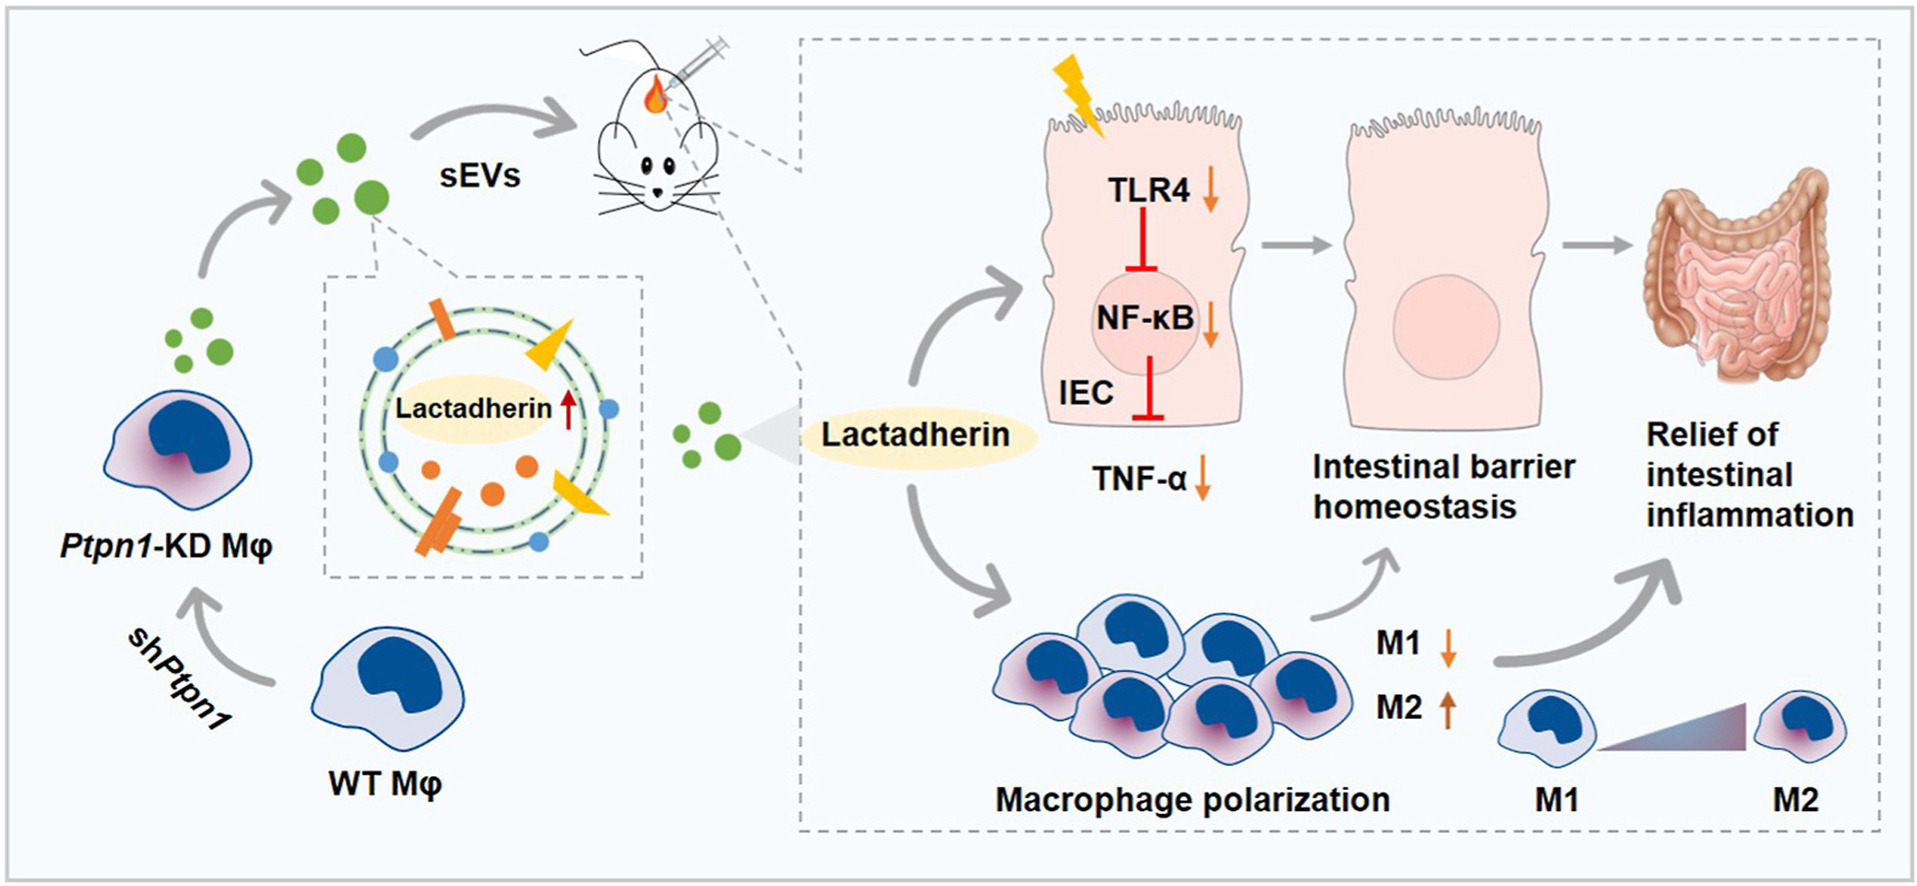 sEVs
Lactadherin
Ptpn1-KD Mφ
shPtpn1
WT Mφ
Lactadherin
TLR4
NF-κB
IEC
TNF-α
Intestinal barrier
homeostasis
Relief of
intestinal
inflammation
M1
M2
Macrophage polarization
M1
M2